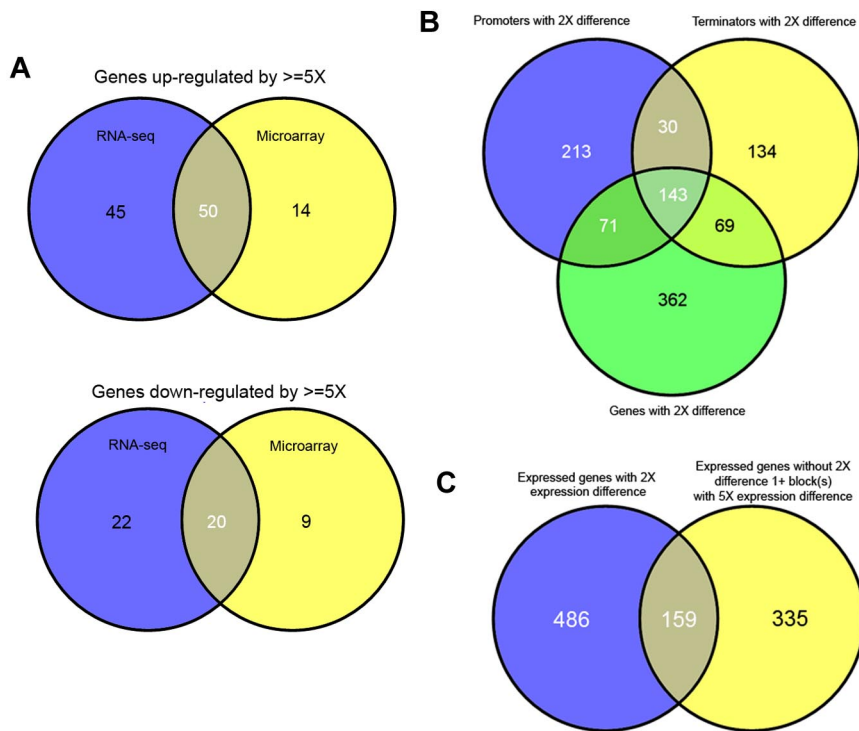 A
Genes up-regulated by >=5X
RNA-seq
Microarray
45
50
14
Genes down-regulated by >=5X
RNA-seq
Microarray
22
20
9
B
Promoters with 2X difference
Terminators with 2X difference
30
213
134
143
71
69
362
Genes with 2X difference
C
Expressed genes with 2X
expression difference
Expressed genes without 2X
difference 1+ block(s)
with 5X expression difference
486
159
335